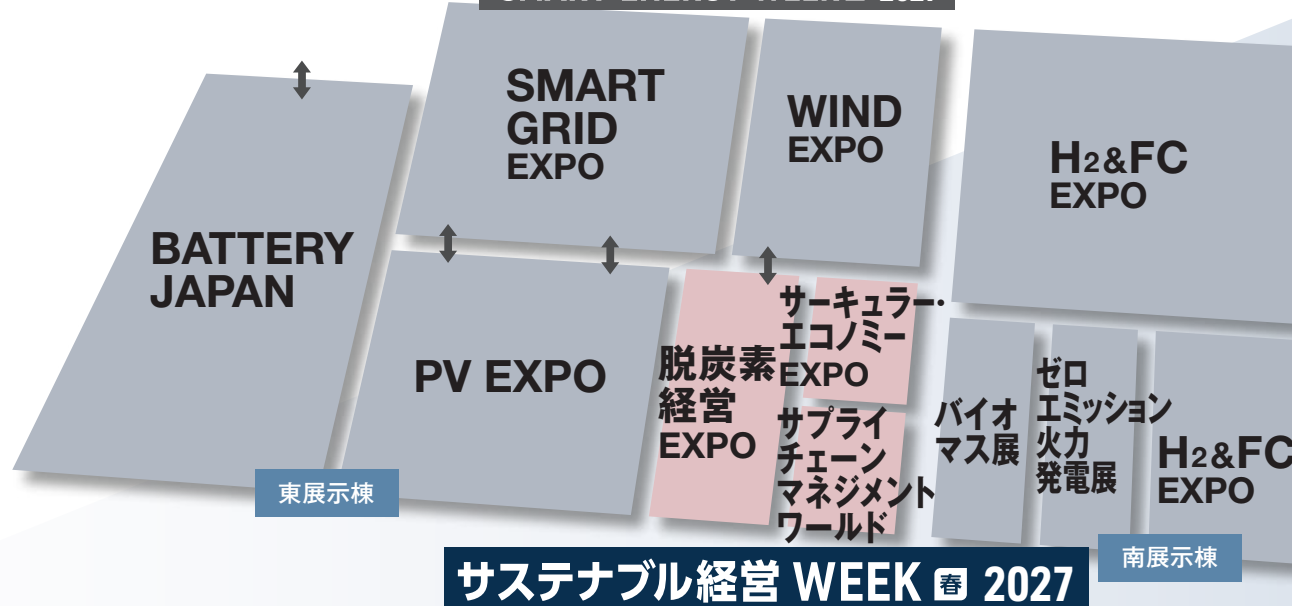 SMART ENERGY WEEK 2027
SMART
GRID
EXPO
WIND
EXPO
H2&FC
EXPO
BATTERY
JAPAN
PV EXPO
脱炭素
経営
EXPO
サーキュラー・
エコノミー
EXPO
サプライ
チェーン
マネジメント
ワールド
バイオ
マス展
ゼロ
エミッション
火力
発電展
H2&FC
EXPO
東展示棟
南展示棟
サステナブル経営 WEEK 春 2027